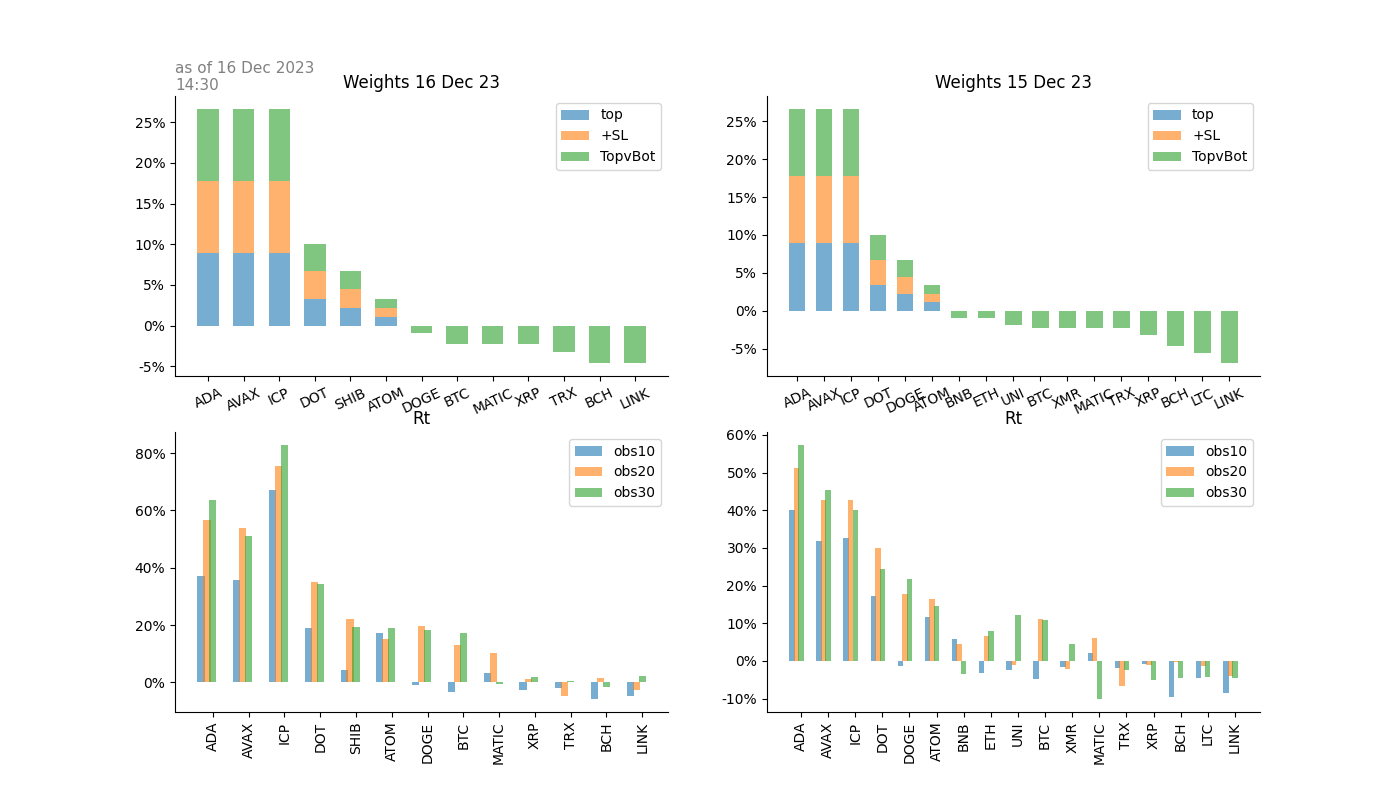 as of 16 Dec 2023
14:30
Weights 16 Dec 23
top
+SL
TopvBot
25%
20%
15%
10%
5%
0%
-5%
ADA AVAX ICP DOT SHIB ATOM DOGE BTC MATIC XRP TRX BCH LINK
Weights 15 Dec 23
top
+SL
TopvBot
25%
20%
15%
10%
5%
0%
-5%
ADA AVAX ICP DOT DOGE ATOM BNB ETH UNI BTC XMR MATIC TRX XRP BCH LTC LINK
Rt
obs10
obs20
obs30
80%
60%
40%
20%
0%
ADA AVAX ICP DOT SHIB ATOM DOGE BTC MATIC XRP TRX BCH LINK
Rt
obs10
obs20
obs30
60%
50%
40%
30%
20%
10%
0%
-10%
ADA AVAX ICP DOT DOGE ATOM BNB ETH UNI BTC XMR MATIC TRX XRP BCH LTC LINK